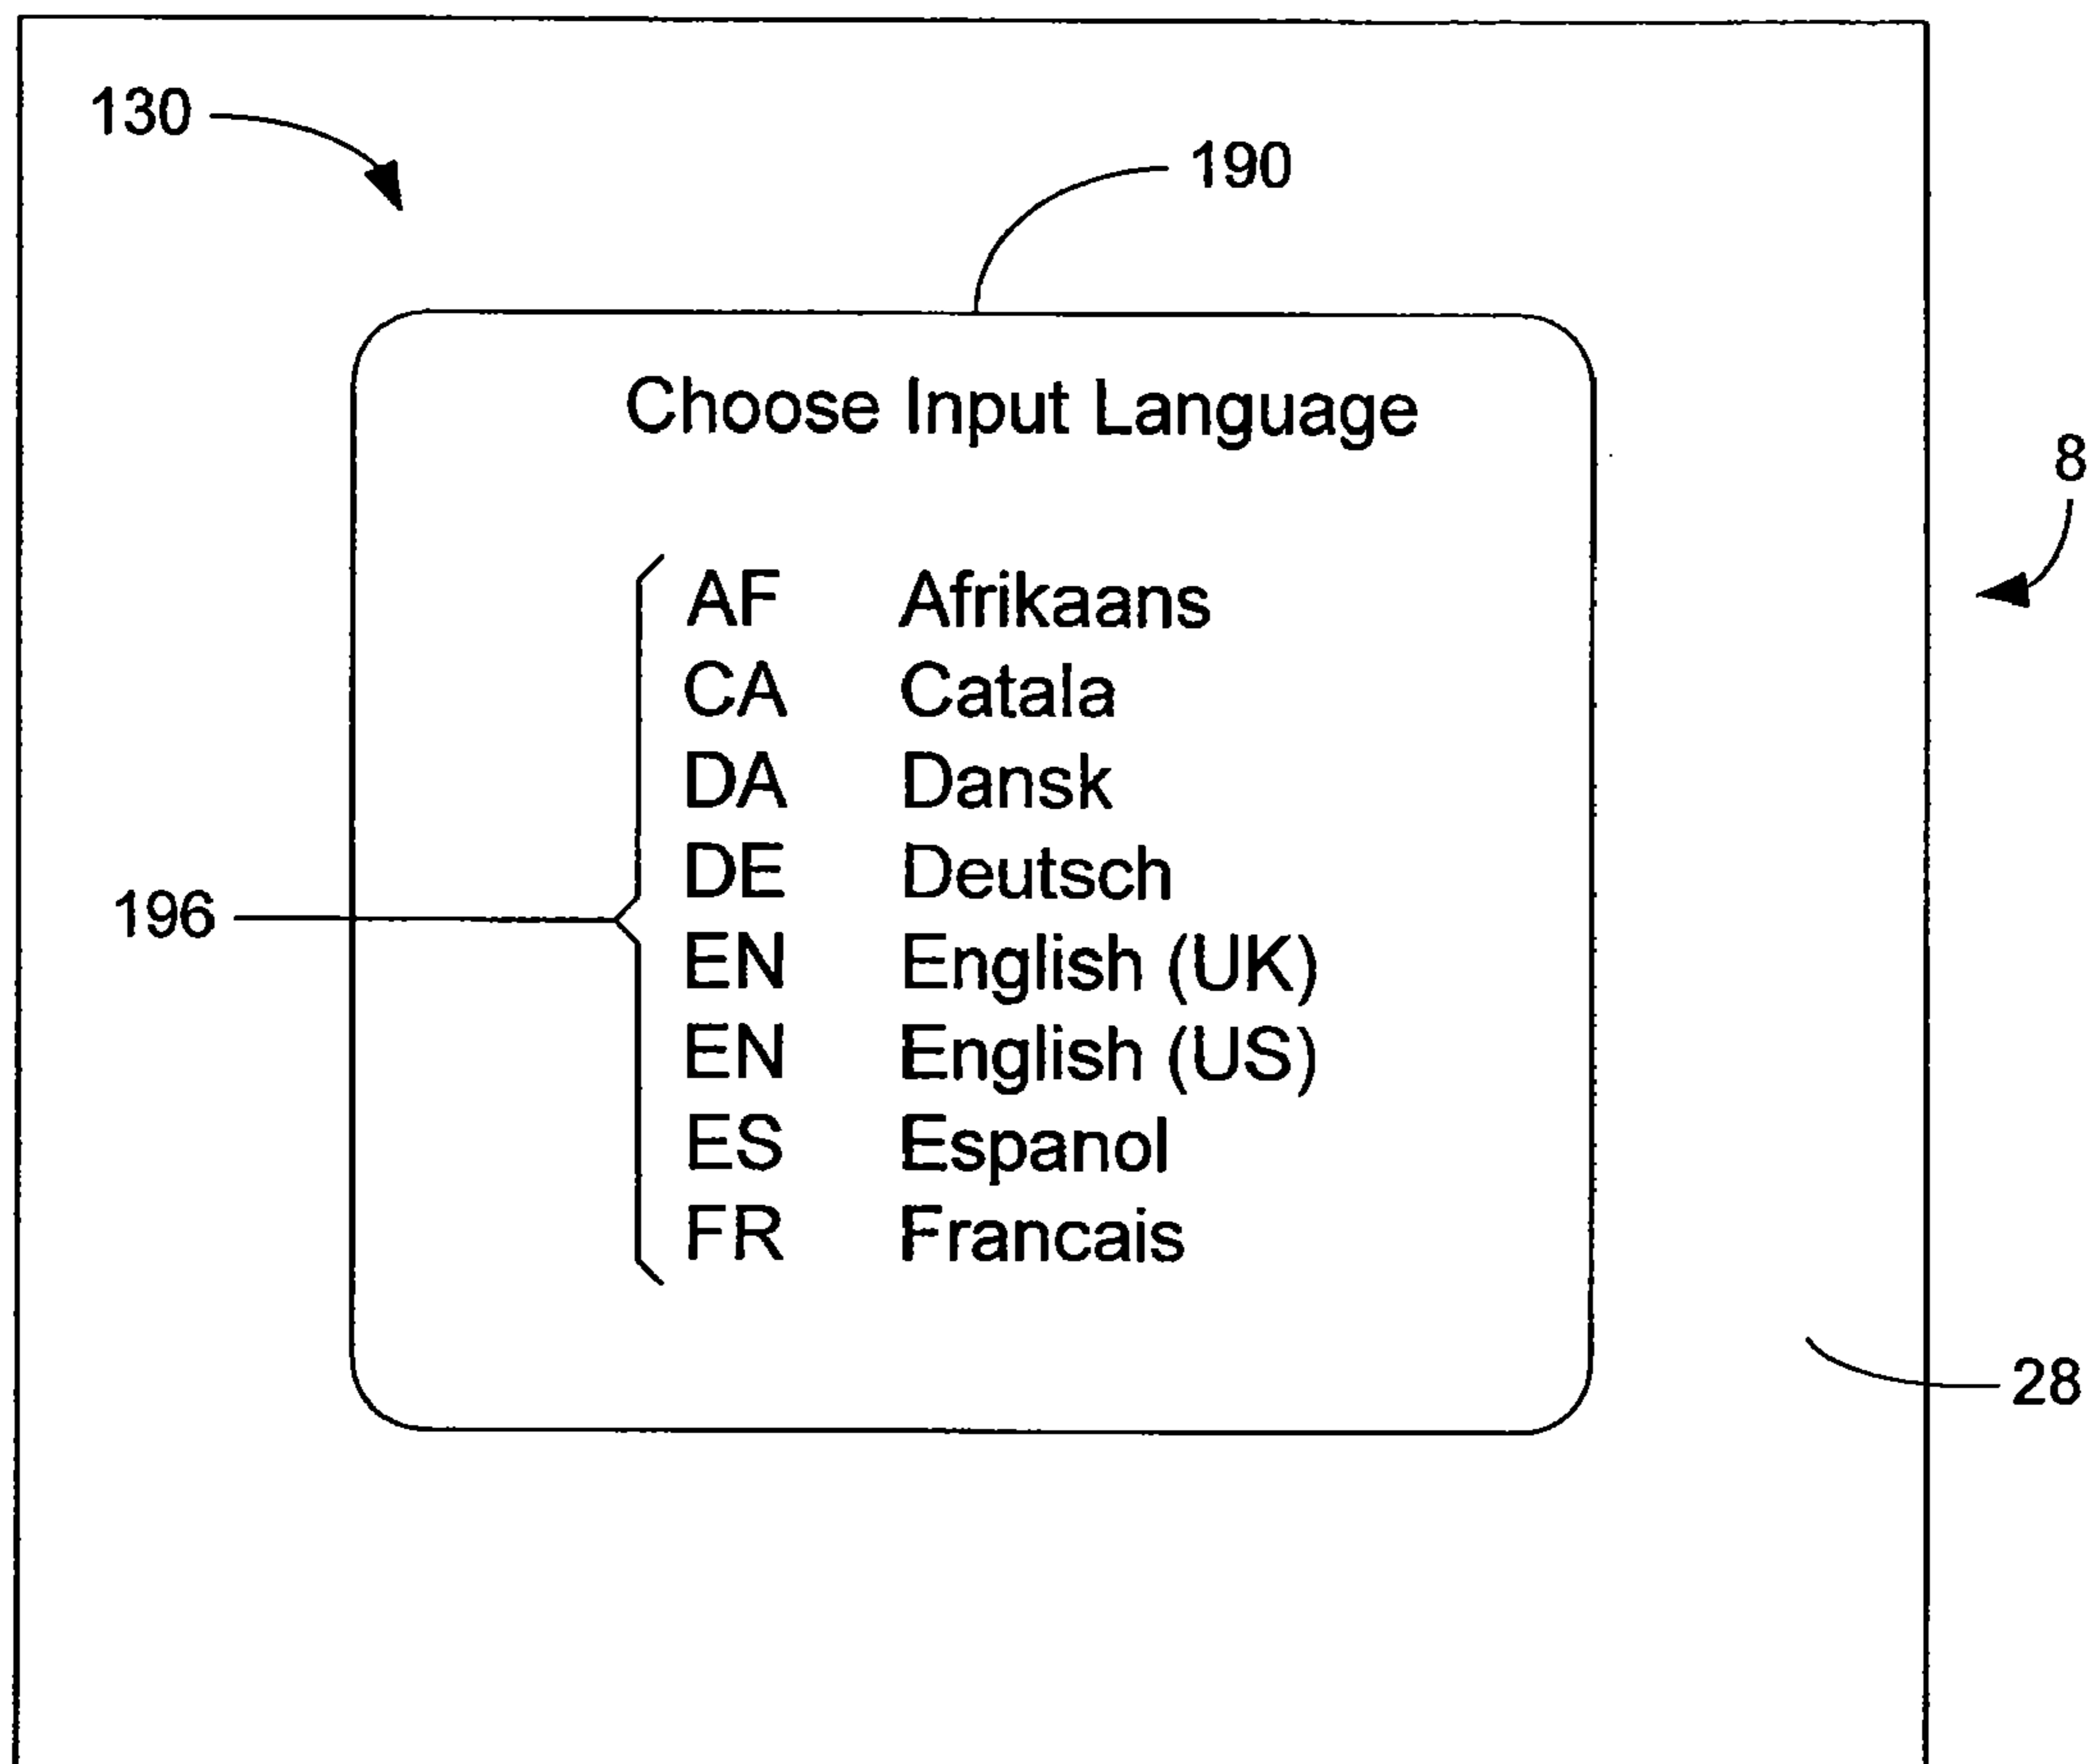 130
190
Choose Input Language
8
AF Afrikaans
CA Catala
DA Dansk
DE Deutsch
196
EN English (UK)
EN English (US)
ES Espanol
FR Francais
28